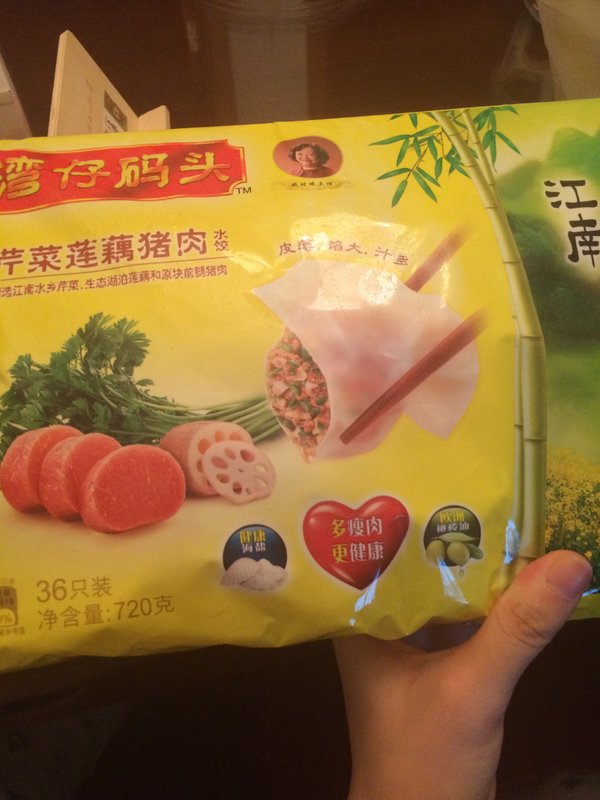 湾仔码头
TM
江南
芹菜莲藕猪肉水饺
选江南水乡芹菜、生态湖泊莲藕和原块前腿猪肉
皮薄,馅大,汁多
健康
海盐
多瘦肉
更健康
欧洲
橄榄油
36只装
净含量:720克